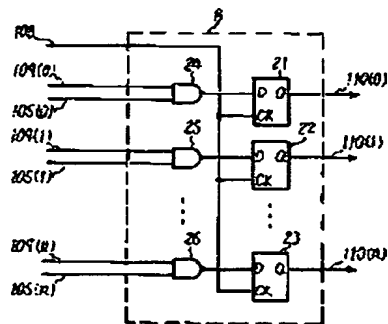 8
109(0)
105(0)
24
21
D Q
CK
110(0)
109(1)
105(1)
25
22
D Q
CK
110(1)
109(n)
105(n)
26
23
D Q
CK
110(n)